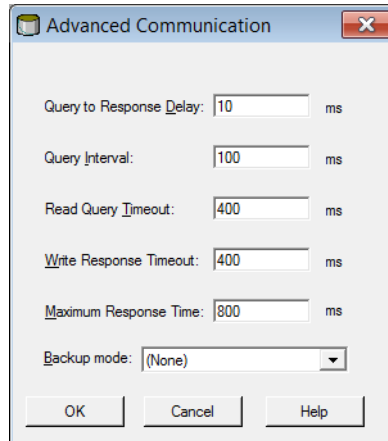 Advanced Communication
Query to Response Delay: 10 ms
Query Interval: 100 ms
Read Query Timeout: 400 ms
Write Response Timeout: 400 ms
Maximum Response Time: 800 ms
Backup mode: (None)
OK Cancel Help